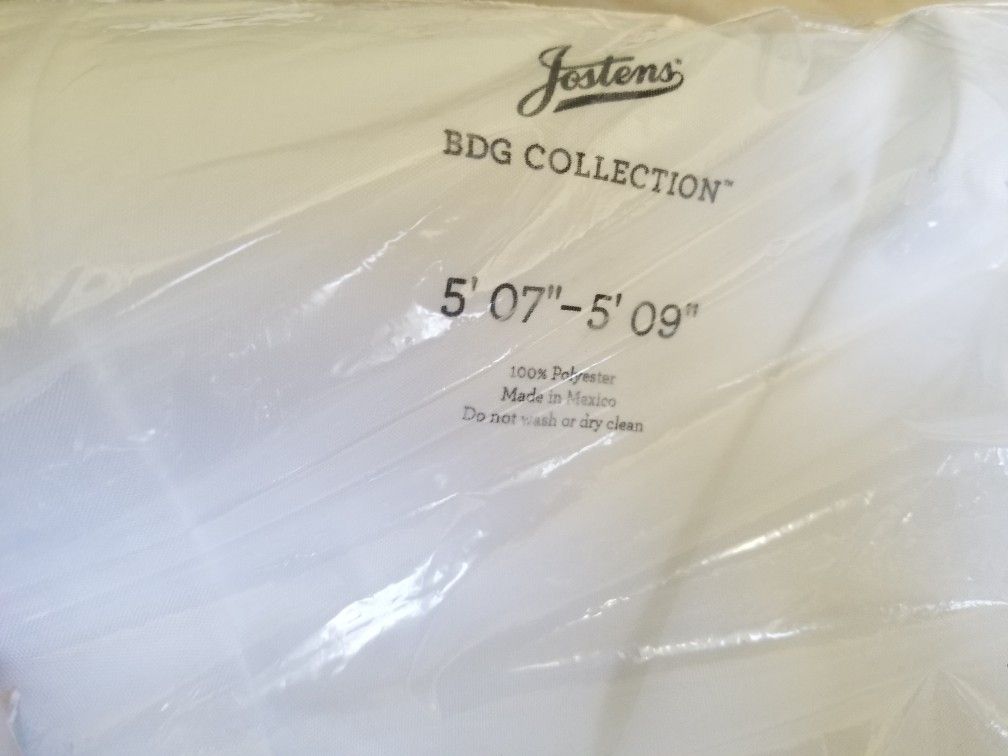 Jostens
BDG COLLECTION™
5' 07"-5' 09"
100% Polyester
Made in Mexico
Do not wash or dry clean